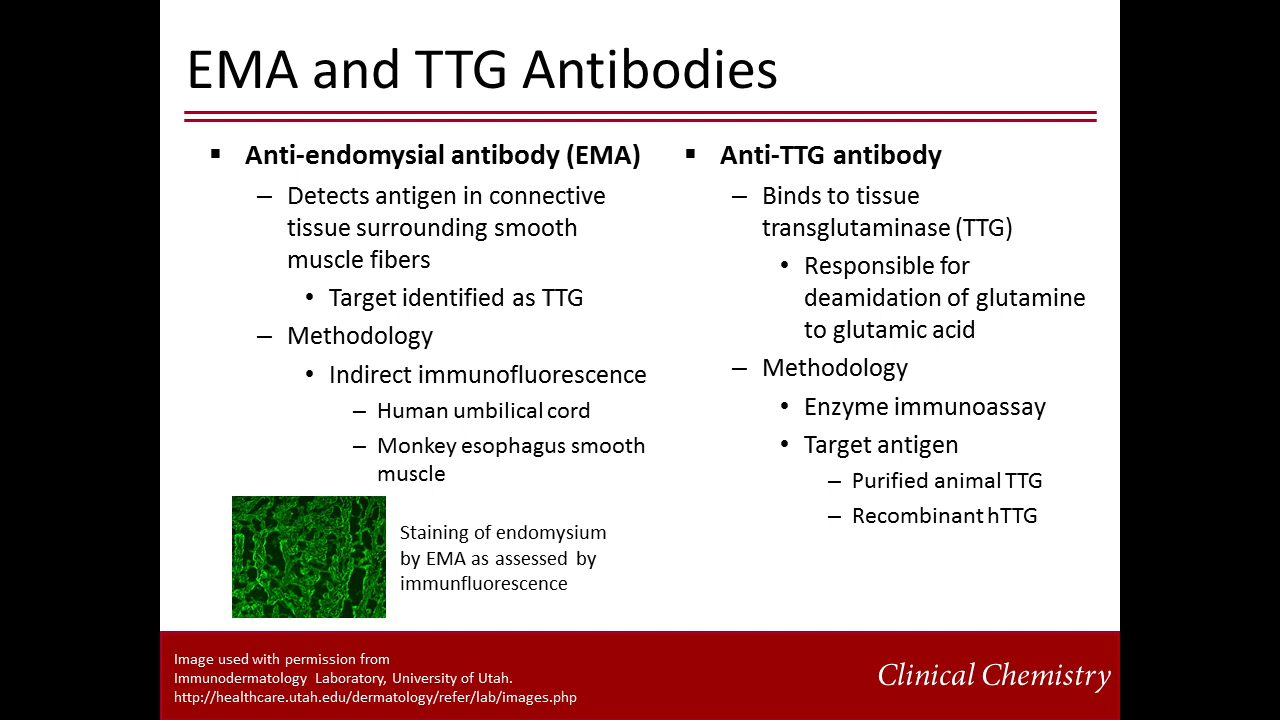 EMA and TTG Antibodies
▪ Anti-endomysial antibody (EMA)
– Detects antigen in connective
tissue surrounding smooth
muscle fibers
• Target identified as TTG
– Methodology
• Indirect immunofluorescence
– Human umbilical cord
– Monkey esophagus smooth
muscle
Staining of endomysium
by EMA as assessed by
immunfluorescence
▪ Anti-TTG antibody
– Binds to tissue
transglutaminase (TTG)
• Responsible for
deamidation of glutamine
to glutamic acid
– Methodology
• Enzyme immunoassay
• Target antigen
– Purified animal TTG
– Recombinant hTTG
Image used with permission from
Immunodermatology Laboratory, University of Utah.
http://healthcare.utah.edu/dermatology/refer/lab/images.php
Clinical Chemistry